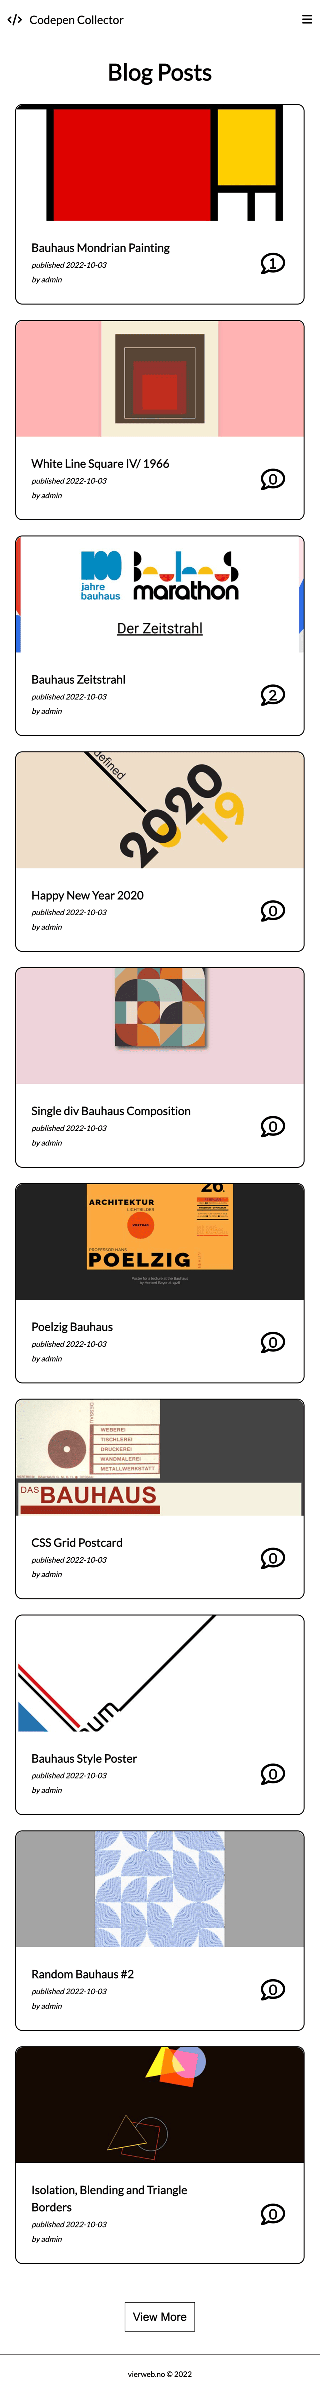 Codepen Collector
Blog Posts
Bauhaus Mondrian Painting
published 2022-10-03
by admin
1
White Line Square IV/ 1966
published 2022-10-03
by admin
0
100
jahre
bauhaus
Bauhaus
marathon
Der Zeitstrahl
Bauhaus Zeitstrahl
published 2022-10-03
by admin
2
defined
2020
19
Happy New Year 2020
published 2022-10-03
by admin
0
Single div Bauhaus Composition
published 2022-10-03
by admin
0
ARCHITEKTUR
LICHTBILDER
PROFESSOR HANS
POELZIG
26
Poelzig Bauhaus
published 2022-10-03
by admin
0
WEBEREI
TISCHLEREI
DRUCKEREI
WANDMALEREI
METALLWERKSTATT
DAS BAUHAUS
CSS Grid Postcard
published 2022-10-03
by admin
0
um
Bauhaus Style Poster
published 2022-10-03
by admin
0
Random Bauhaus #2
published 2022-10-03
by admin
0
Isolation, Blending and Triangle
Borders
published 2022-10-03
by admin
0
View More
vierweb.no © 2022